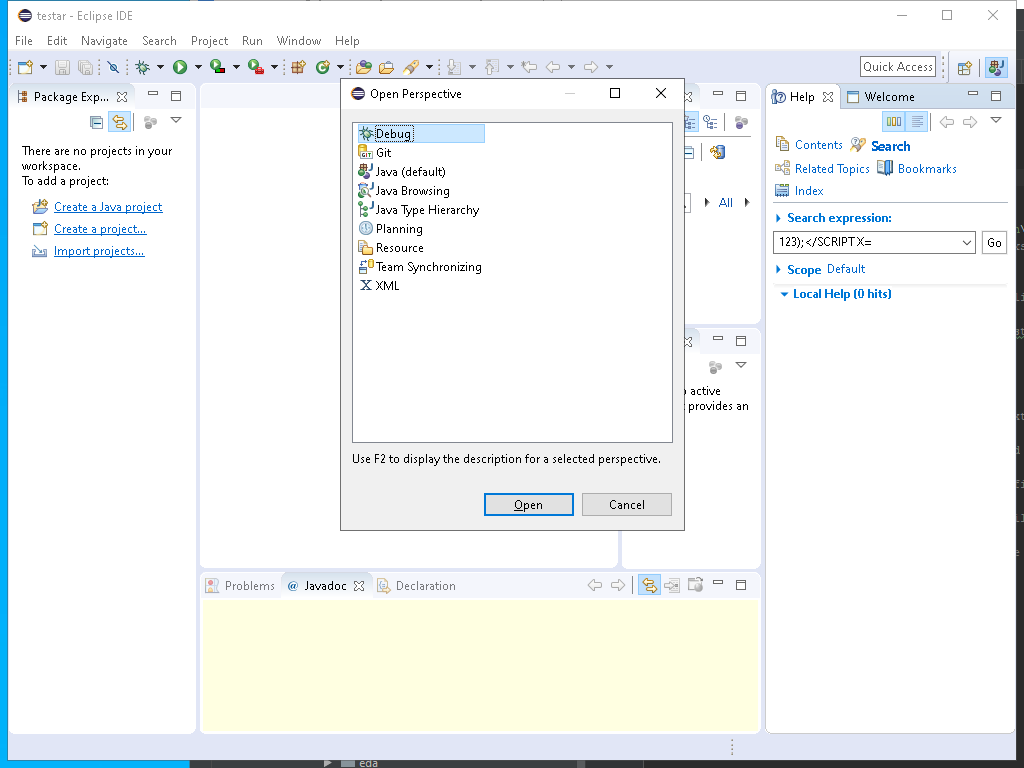 testar - Eclipse IDE
File Edit Navigate Search Project Run Window Help
Quick Access
Package Exp...
There are no projects in your
workspace.
To add a project:
Create a Java project
Create a project...
Import projects...
Open Perspective
Debug
Git
Java (default)
Java Browsing
Java Type Hierarchy
Planning
Resource
Team Synchronizing
XML
Use F2 to display the description for a selected perspective.
Open Cancel
All
active
provides an
Help Welcome
Contents Search
Related Topics Bookmarks
Index
Search expression:
123);</SCRIPT X=
Go
Scope Default
Local Help (0 hits)
Problems @ Javadoc Declaration
eda